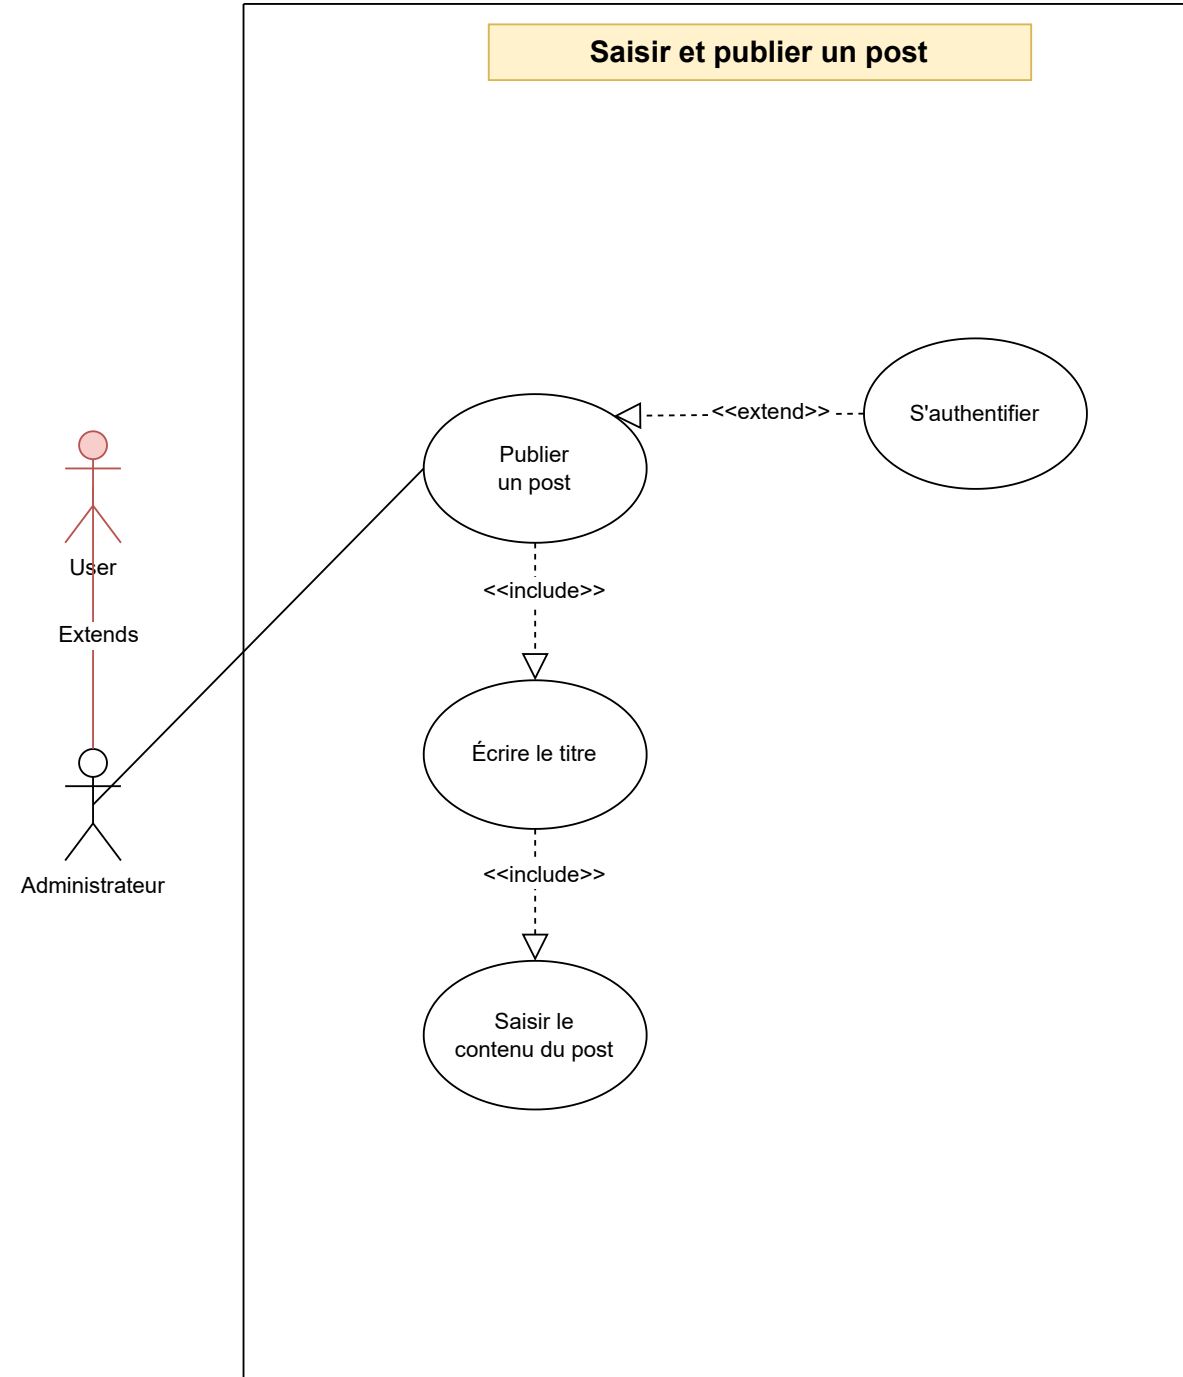 Saisir et publier un post
<<extend>>
S'authentifier
Publier
un post
User
<<include>>
Extends
Écrire le titre
Administrateur
<<include>>
Saisir le
contenu du post